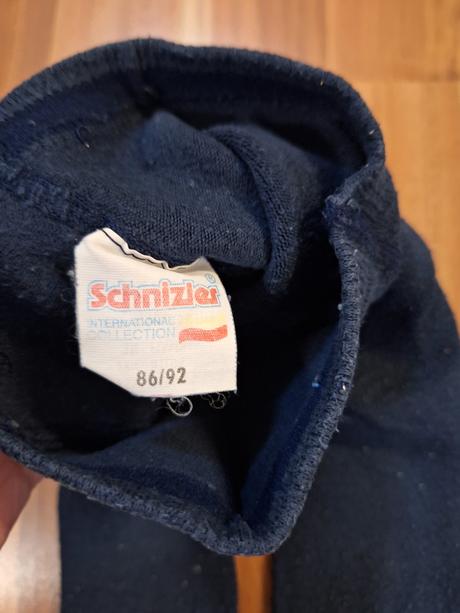 Schnizler®
INTERNATIONAL
COLLECTION
86/92